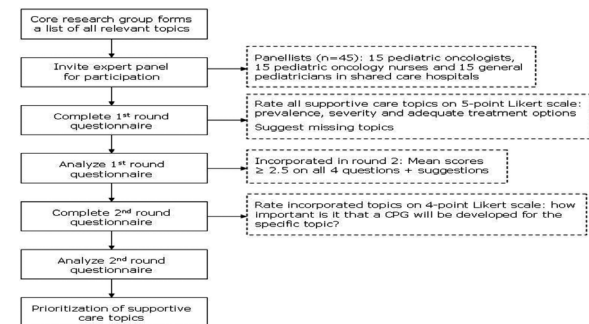 Core research group forms
a list of all relevant topics
Invite expert panel
for participation
Panellists (n=45): 15 pediatric oncologists,
15 pediatric oncology nurses and 15 general
pediatricians in shared care hospitals
Complete 1st round
questionnaire
Rate all supportive care topics on 5-point Likert scale:
prevalence, severity and adequate treatment options
Suggest missing topics
Analyze 1st round
questionnaire
Incorporated in round 2: Mean scores
≥ 2.5 on all 4 questions + suggestions
Complete 2nd round
questionnaire
Rate incorporated topics on 4-point Likert scale: how
important is it that a CPG will be developed for the
specific topic?
Analyze 2nd round
questionnaire
Prioritization of supportive
care topics